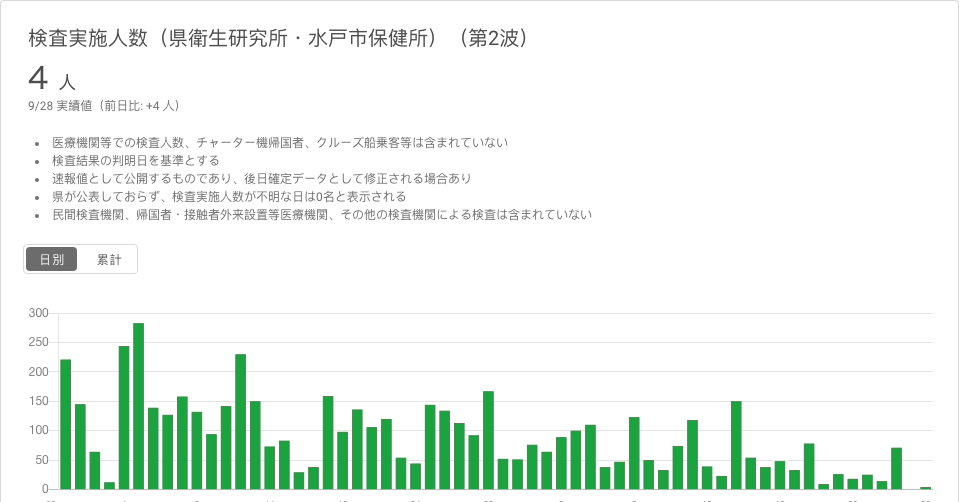 検査実施人数（県衛生研究所・水戸市保健所）（第2波）
4 人
9/28 実績値（前日比: +4 人）
医療機関等での検査人数、チャーター機帰国者、クルーズ船乗客等は含まれていない
検査結果の判明日を基準とする
速報値として公開するものであり、後日確定データとして修正される場合あり
県が公表しておらず、検査実施人数が不明な日は0名と表示される
民間検査機関、帰国者・接触者外来設置等医療機関、その他の検査機関による検査は含まれていない
日別 累計
300
250
200
150
100
50
0